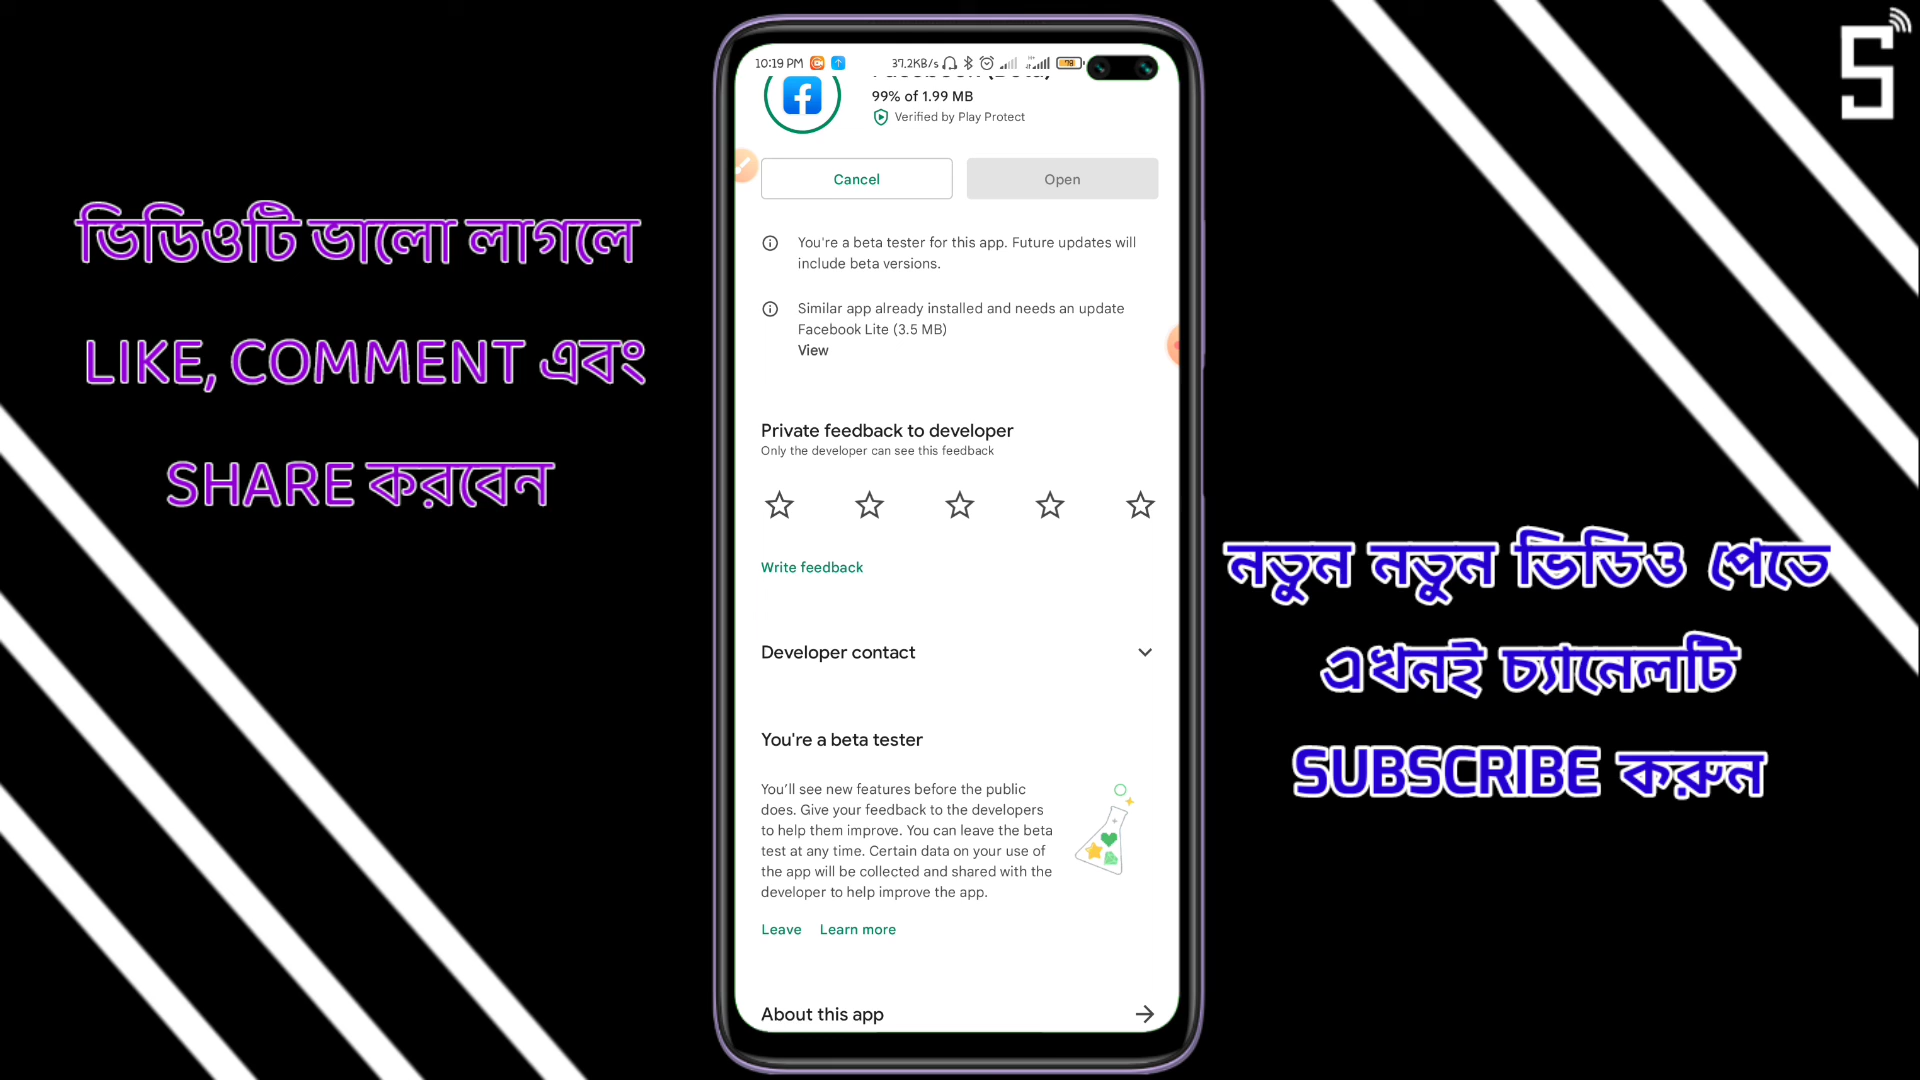 ভিডিওটি ভালো লাগলে
LIKE, COMMENT এবং
SHARE করবেন
10:19 PM 37.2KB/s 78
Facebook (Beta)
99% of 1.99 MB
Verified by Play Protect
Cancel Open
You're a beta tester for this app. Future updates will
include beta versions.
Similar app already installed and needs an update
Facebook Lite (3.5 MB)
View
Private feedback to developer
Only the developer can see this feedback
Write feedback
Developer contact
You're a beta tester
You'll see new features before the public
does. Give your feedback to the developers
to help them improve. You can leave the beta
test at any time. Certain data on your use of
the app will be collected and shared with the
developer to help improve the app.
Leave Learn more
About this app
S
নতুন নতুন ভিডিও পেতে
এখনই চ্যানেলটি
SUBSCRIBE করুন